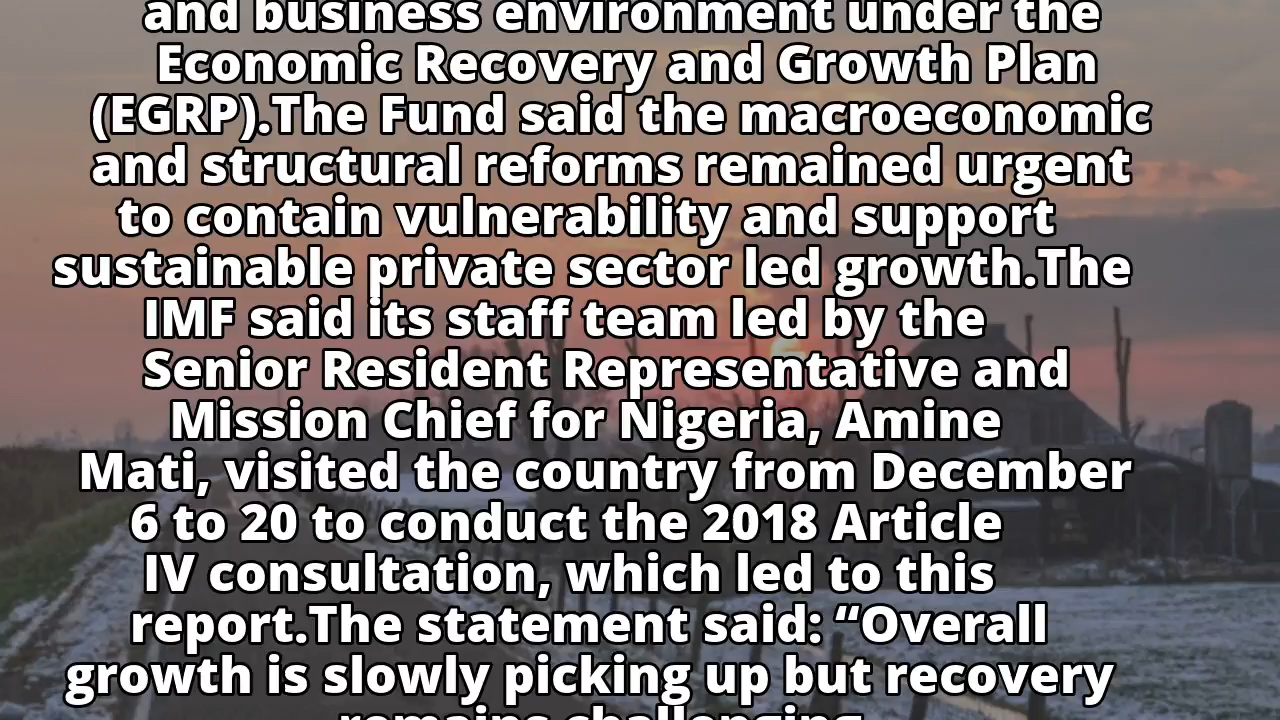 and business environment under the
Economic Recovery and Growth Plan
(EGRP).The Fund said the macroeconomic
and structural reforms remained urgent
to contain vulnerability and support
sustainable private sector led growth.The
IMF said its staff team led by the
Senior Resident Representative and
Mission Chief for Nigeria, Amine
Mati, visited the country from December
6 to 20 to conduct the 2018 Article
IV consultation, which led to this
report.The statement said: “Overall
growth is slowly picking up but recovery
remains challenging